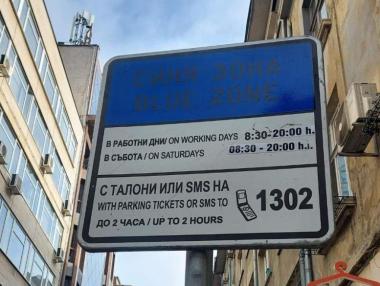 СИНЯ ЗОНА
BLUE ZONE
В РАБОТНИ ДНИ/ ON WORKING DAYS 8:30-20:00 h.
В СЪБОТА / ON SATURDAYS 08:30 - 20:00 h.
С ТАЛОНИ ИЛИ SMS НА
WITH PARKING TICKETS OR SMS TO
1302
ДО 2 ЧАСА / UP TO 2 HOURS